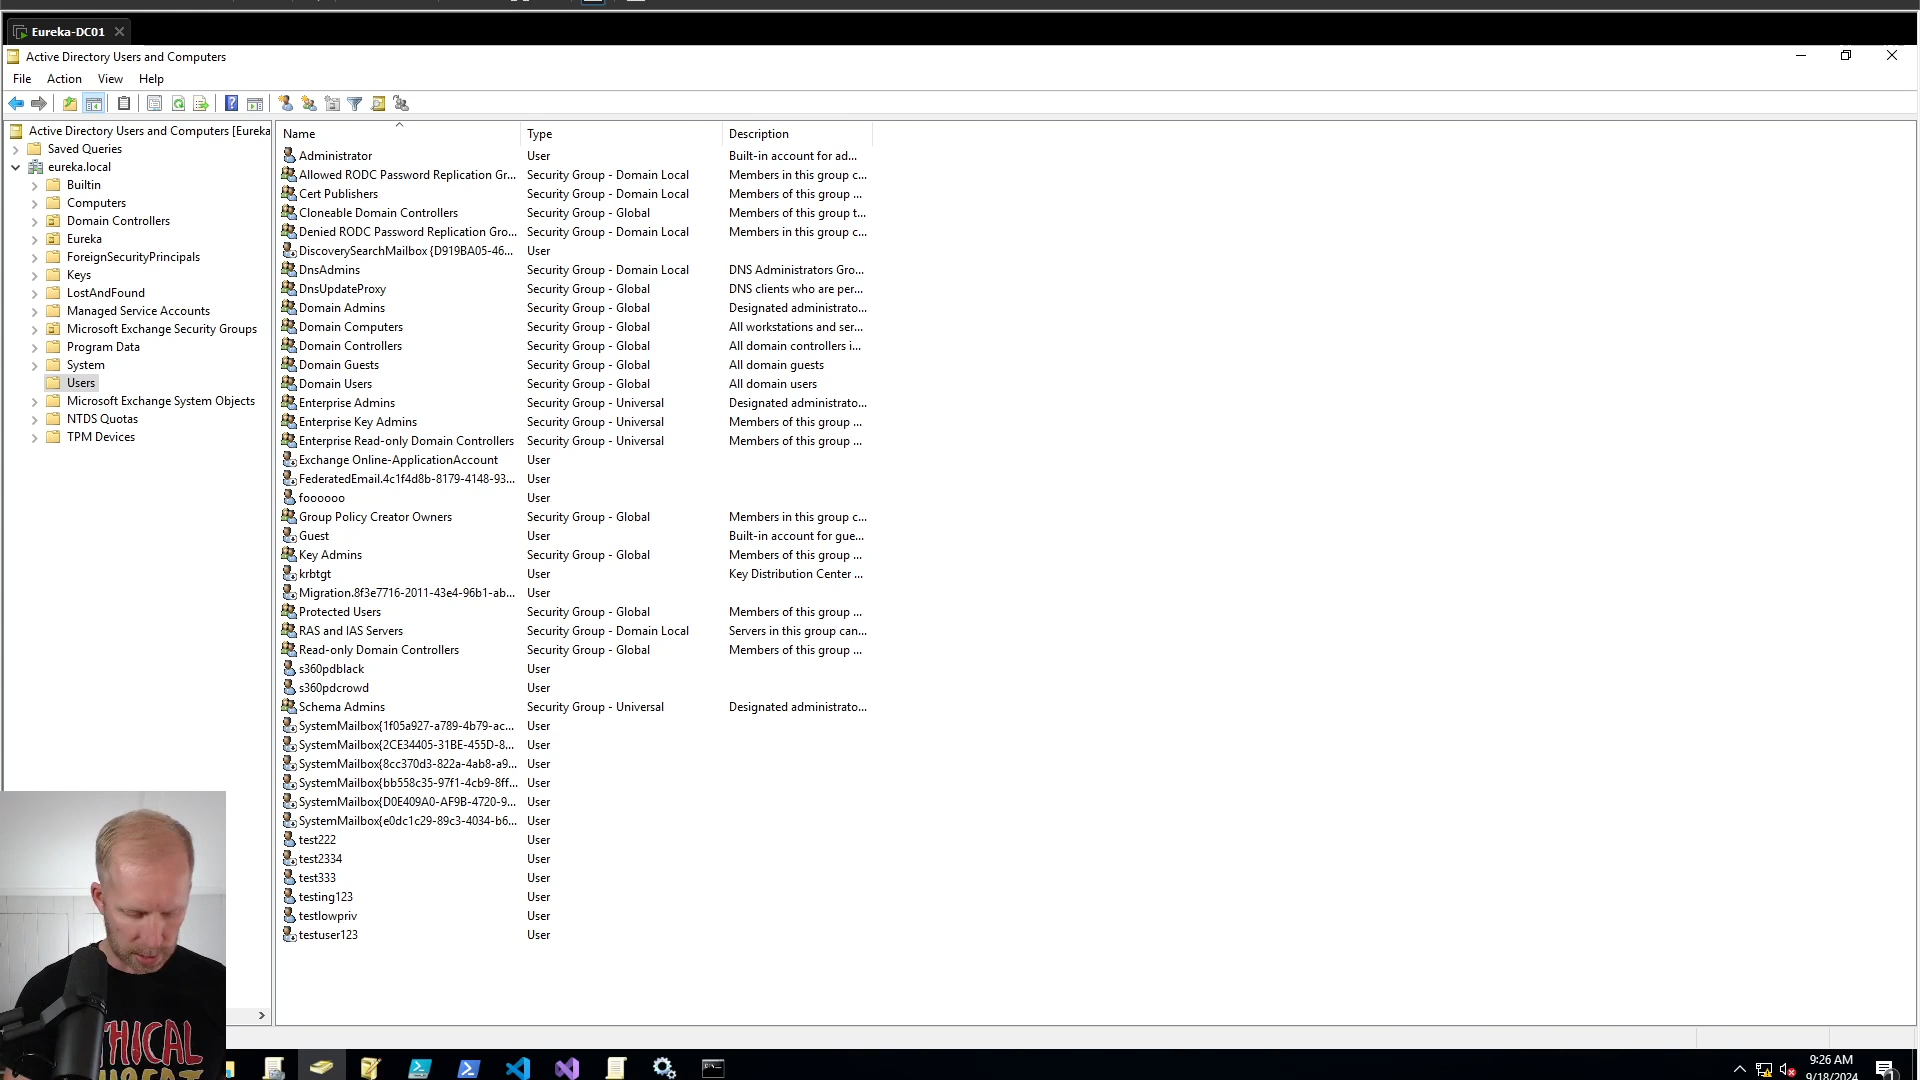 Eureka-DC01
Active Directory Users and Computers
File Action View Help
Active Directory Users and Computers [Eureka
Saved Queries
eureka.local
Builtin
Computers
Domain Controllers
Eureka
ForeignSecurityPrincipals
Keys
LostAndFound
Managed Service Accounts
Microsoft Exchange Security Groups
Program Data
System
Users
Microsoft Exchange System Objects
NTDS Quotas
TPM Devices
Name Type Description
Administrator User Built-in account for ad...
Allowed RODC Password Replication Gr... Security Group - Domain Local Members in this group c...
Cert Publishers Security Group - Domain Local Members of this group ...
Cloneable Domain Controllers Security Group - Global Members of this group t...
Denied RODC Password Replication Gro... Security Group - Domain Local Members in this group c...
DiscoverySearchMailbox {D919BA05-46... User
DnsAdmins Security Group - Domain Local DNS Administrators Gro...
DnsUpdateProxy Security Group - Global DNS clients who are per...
Domain Admins Security Group - Global Designated administrato...
Domain Computers Security Group - Global All workstations and ser...
Domain Controllers Security Group - Global All domain controllers i...
Domain Guests Security Group - Global All domain guests
Domain Users Security Group - Global All domain users
Enterprise Admins Security Group - Universal Designated administrato...
Enterprise Key Admins Security Group - Universal Members of this group ...
Enterprise Read-only Domain Controllers Security Group - Universal Members of this group ...
Exchange Online-ApplicationAccount User
FederatedEmail.4c1f4d8b-8179-4148-93... User
foooooo User
Group Policy Creator Owners Security Group - Global Members in this group c...
Guest User Built-in account for gue...
Key Admins Security Group - Global Members of this group ...
krbtgt User Key Distribution Center ...
Migration.8f3e7716-2011-43e4-96b1-ab... User
Protected Users Security Group - Global Members of this group ...
RAS and IAS Servers Security Group - Domain Local Servers in this group can...
Read-only Domain Controllers Security Group - Global Members of this group ...
s360pdblack User
s360pdcrowd User
Schema Admins Security Group - Universal Designated administrato...
SystemMailbox{1f05a927-a789-4b79-ac... User
SystemMailbox{2CE34405-31BE-455D-8... User
SystemMailbox{8cc370d3-822a-4ab8-a9... User
SystemMailbox{bb558c35-97f1-4cb9-8ff... User
SystemMailbox{D0E409A0-AF9B-4720-9... User
SystemMailbox{e0dc1c29-89c3-4034-b6... User
test222 User
test2334 User
test333 User
testing123 User
testlowpriv User
testuser123 User
THICAL
9:26 AM
9/18/2024